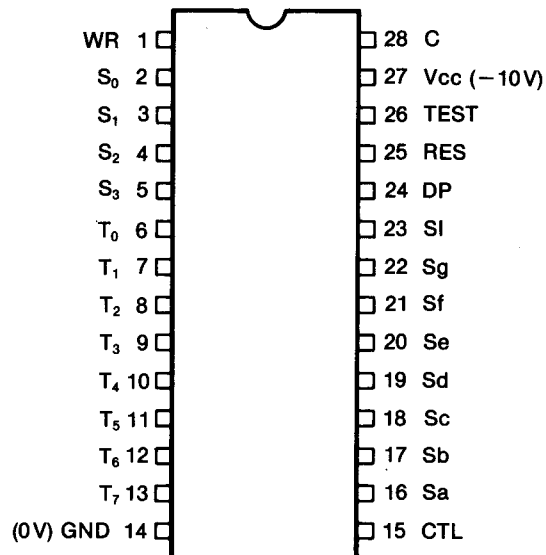 WR 1 28 C
S₀ 2 27 Vcc (−10V)
S₁ 3 26 TEST
S₂ 4 25 RES
S₃ 5 24 DP
T₀ 6 23 SI
T₁ 7 22 Sg
T₂ 8 21 Sf
T₃ 9 20 Se
T₄ 10 19 Sd
T₅ 11 18 Sc
T₆ 12 17 Sb
T₇ 13 16 Sa
(0V) GND 14 15 CTL